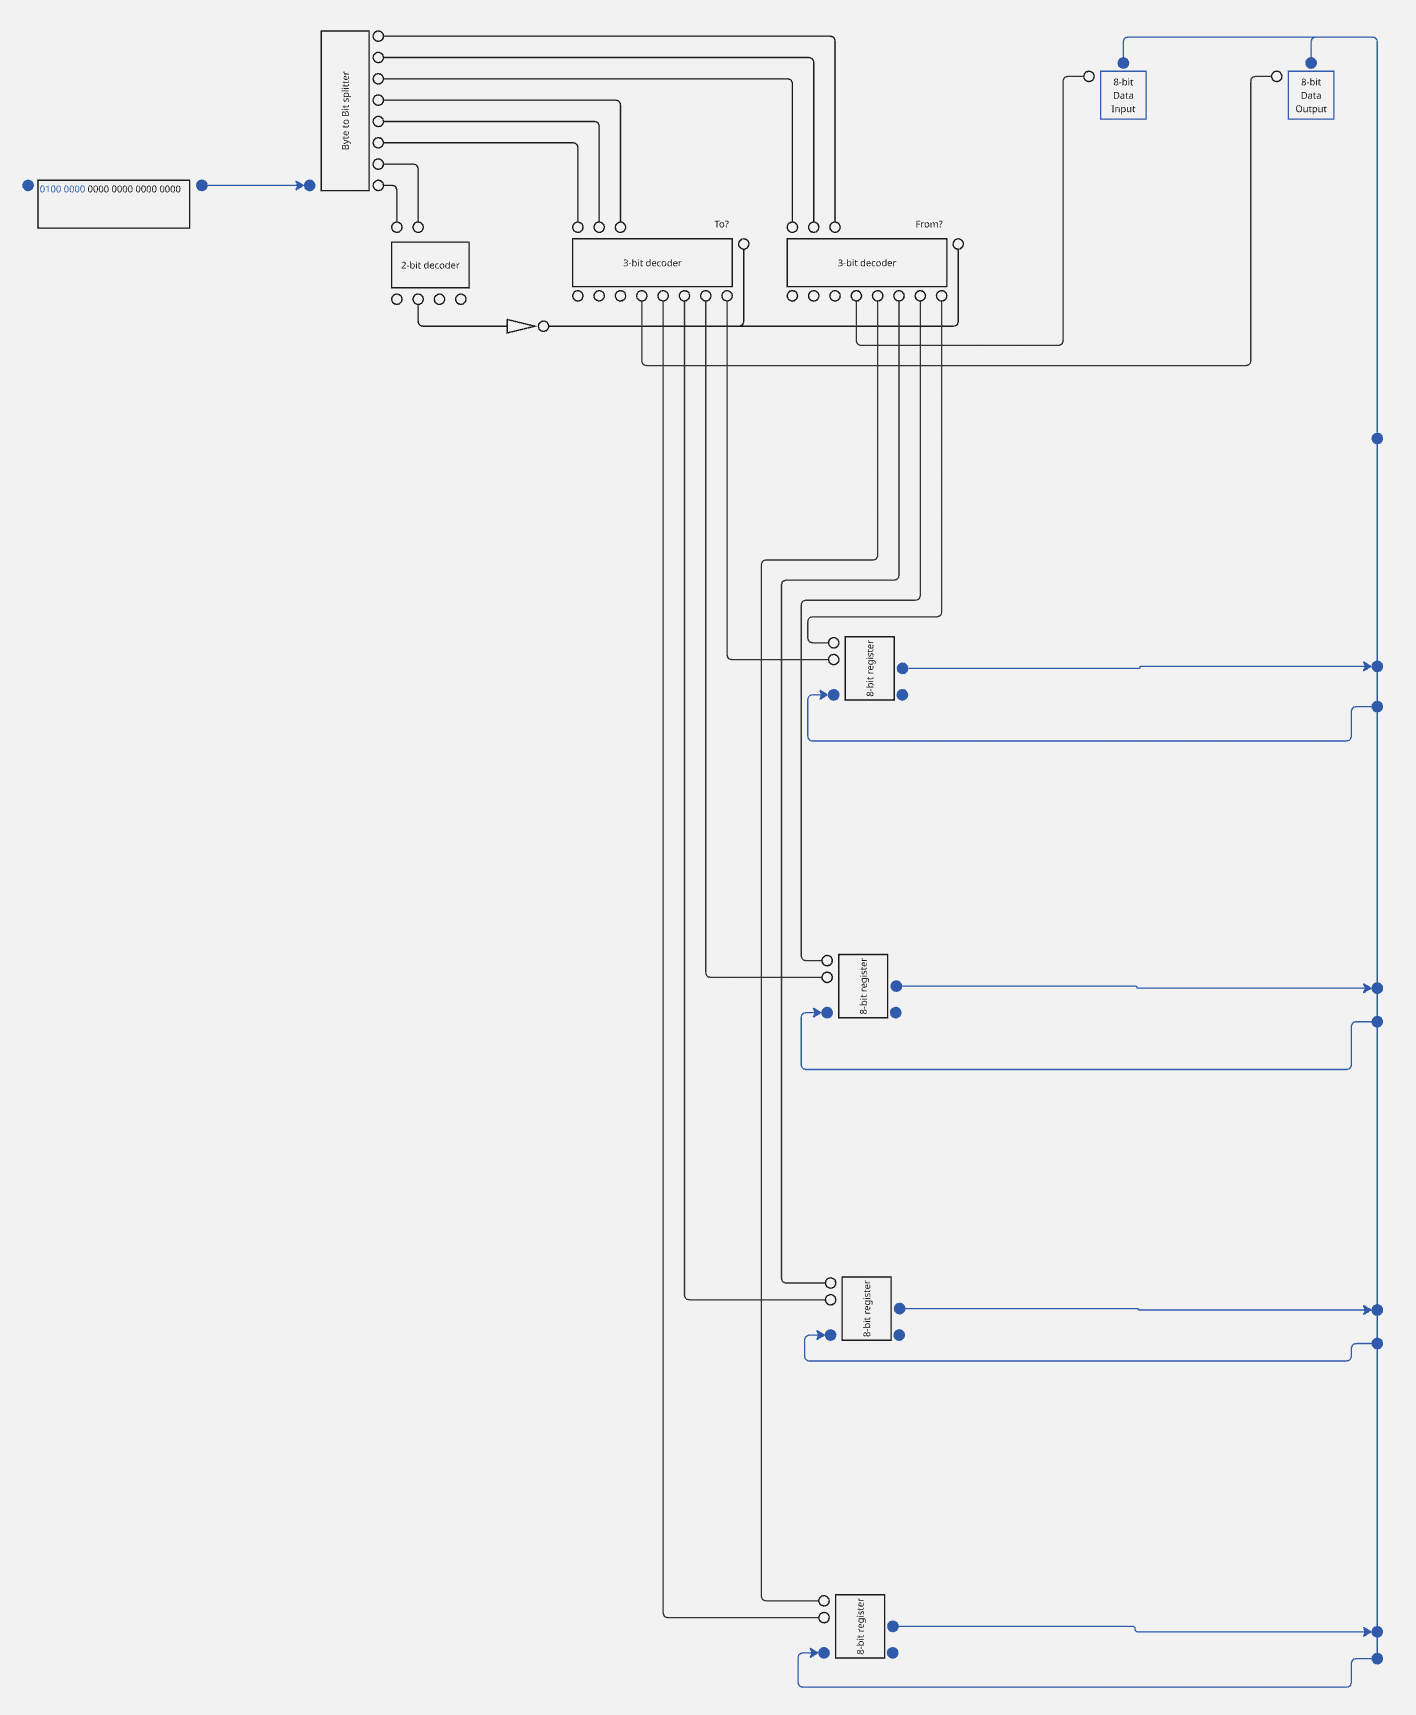 Byte to Bit splitter
8-bit
Data
Input
8-bit
Data
Output
0100 0000 0000 0000 0000 0000
To?
From?
2-bit decoder
3-bit decoder
3-bit decoder
8-bit register
8-bit register
8-bit register
8-bit register